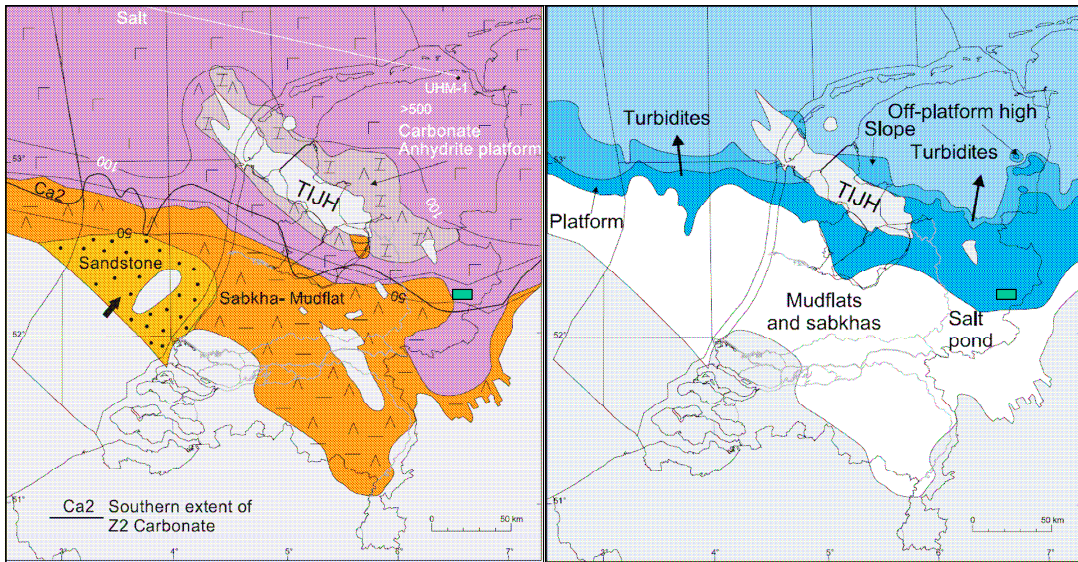 Salt
UHM-1
>500
Carbonate
Anhydrite platform
100
53°
Ca2
TIJH
100
50
Sandstone
Sabkha- Mudflat
50
52°
51°
Ca2 Southern extent of
Z2 Carbonate
0 50 km
3° 4° 5° 6° 7°
Off-platform high
Turbidites
Slope
Turbidites
53°
TIJH
Platform
Mudflats
and sabkhas
Salt
pond
52°
51°
0 50 km
3° 4° 5° 6° 7°